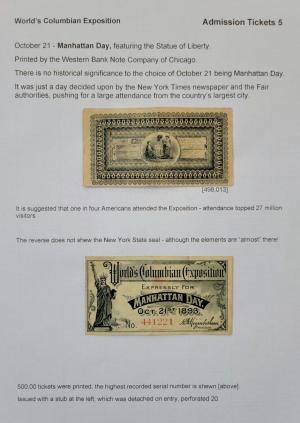 World's Columbian Exposition
Admission Tickets 5
October 21 - Manhattan Day, featuring the Statue of Liberty.
Printed by the Western Bank Note Company of Chicago.
There is no historical significance to the choice of October 21 being Manhattan Day.
It was just a day decided upon by the New York Times newspaper and the Fair
authorities, pushing for a large attendance from the country's largest city.
[498,013]
It is suggested that one in four Americans attended the Exposition - attendance topped 27 million
visitors
The reverse does not shew the New York State seal - although the elements are "almost" there!
World's Columbian Exposition
EXPRESSLY FOR
MANHATTAN DAY,
OCT. 21ST 1893.
No. 441221
500.00 tickets were printed, the highest recorded serial number is shewn [above].
Issued with a stub at the left, which was detached on entry, perforated 20